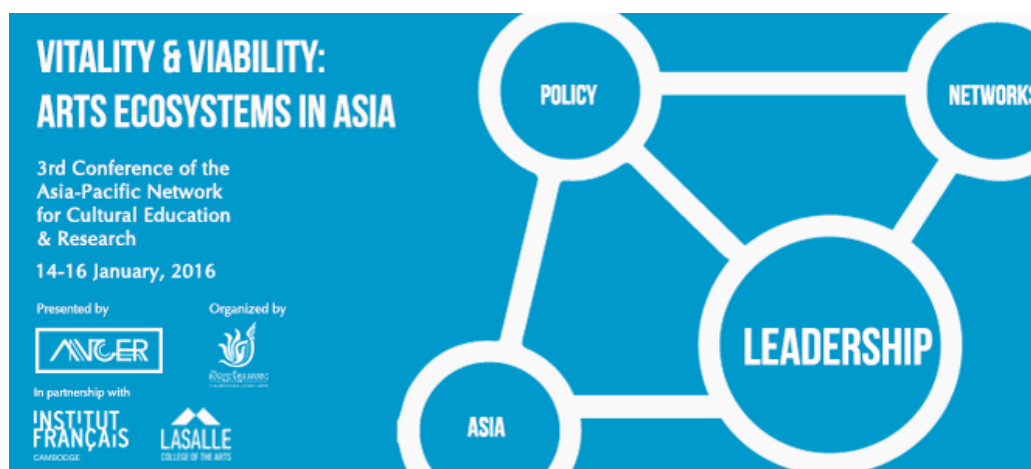 VITALITY & VIABILITY:
ARTS ECOSYSTEMS IN ASIA
3rd Conference of the
Asia-Pacific Network
for Cultural Education
& Research
14-16 January, 2016
Presented by
Organized by
ANCER
In partnership with
INSTITUT
FRANÇAIS
CAMBODGE
LASALLE
COLLEGE OF THE ARTS
POLICY
NETWORKS
LEADERSHIP
ASIA